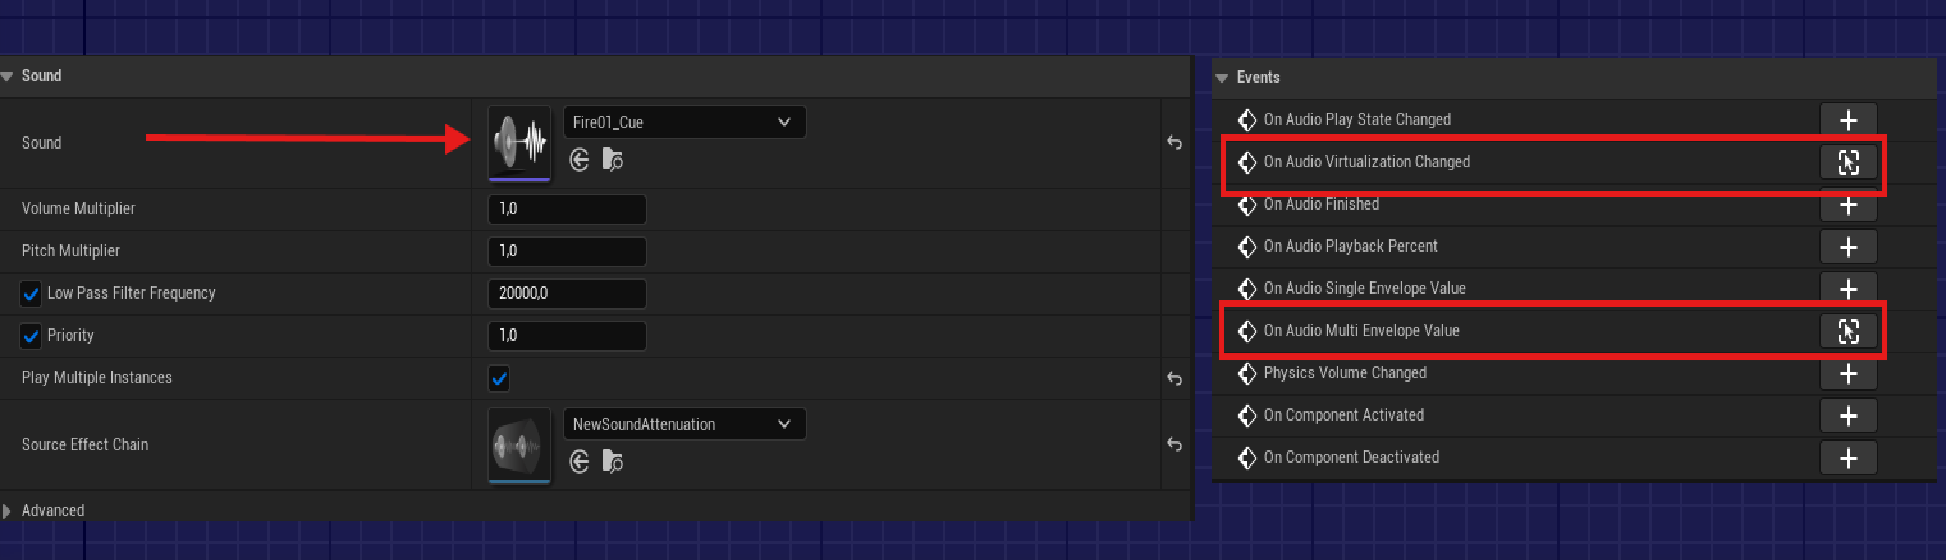 Sound
Sound
Fire01_Cue
Volume Multiplier
1,0
Pitch Multiplier
1,0
Low Pass Filter Frequency
20000,0
Priority
1,0
Play Multiple Instances
Source Effect Chain
NewSoundAttenuation
Advanced
Events
On Audio Play State Changed
On Audio Virtualization Changed
On Audio Finished
On Audio Playback Percent
On Audio Single Envelope Value
On Audio Multi Envelope Value
Physics Volume Changed
On Component Activated
On Component Deactivated